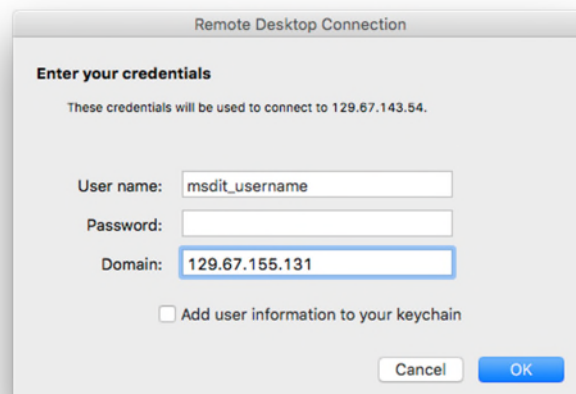 Remote Desktop Connection
Enter your credentials
These credentials will be used to connect to 129.67.143.54.
User name: msdit_username
Password:
Domain: 129.67.155.131
Add user information to your keychain
Cancel OK